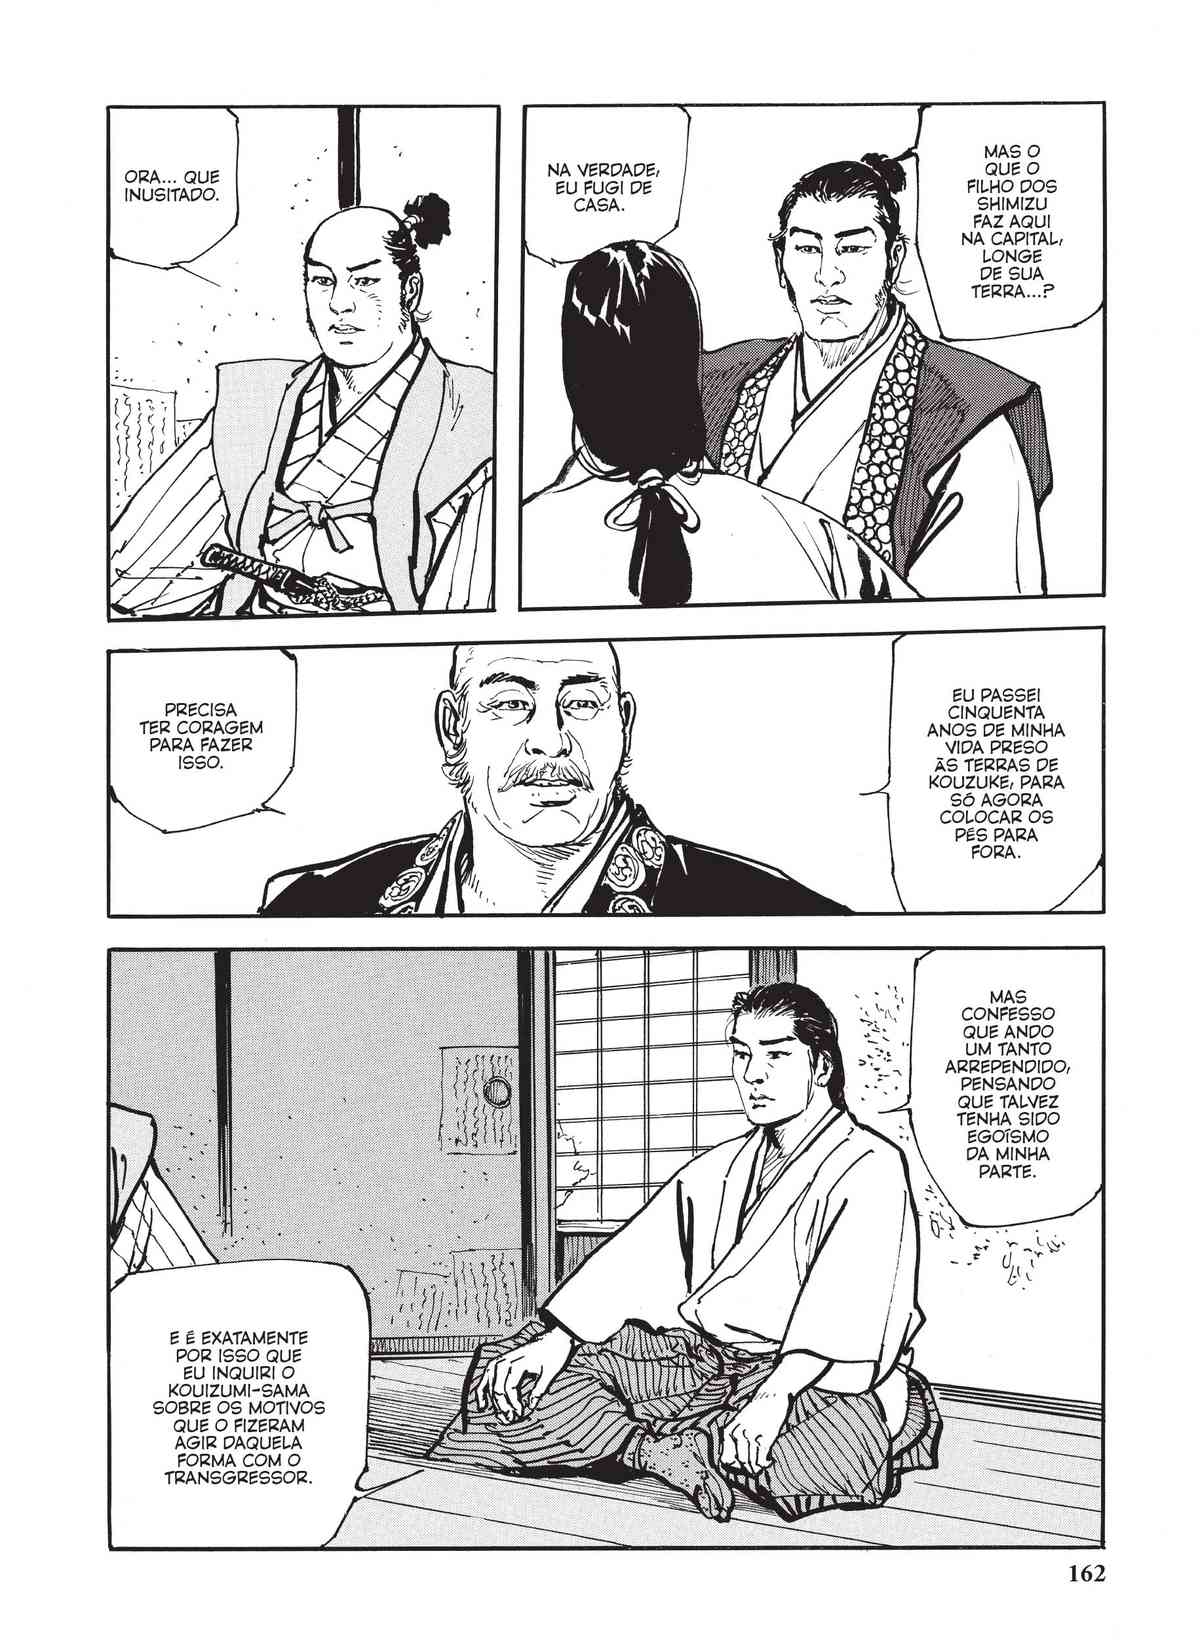 MAS O
QUE O
FILHO DOS
SHIMIZU
FAZ AQUI
NA CAPITAL,
LONGE
DE SUA
TERRA...?
NA VERDADE,
EU FUGI DE
CASA.
ORA... QUE
INUSITADO.
EU PASSEI
CINQUENTA
ANOS DE MINHA
VIDA PRESO
ÀS TERRAS DE
KOUZUKE, PARA
SÓ AGORA
COLOCAR OS
PÉS PARA
FORA.
PRECISA
TER CORAGEM
PARA FAZER
ISSO.
MAS
CONFESSO
QUE ANDO
UM TANTO
ARREPENDIDO,
PENSANDO
QUE TALVEZ
TENHA SIDO
EGOÍSMO
DA MINHA
PARTE.
E É EXATAMENTE
POR ISSO QUE
EU INQUIRI O
KOUIZUMI-SAMA
SOBRE OS MOTIVOS
QUE O FIZERAM
AGIR DAQUELA
FORMA COM O
TRANSGRESSOR.
162